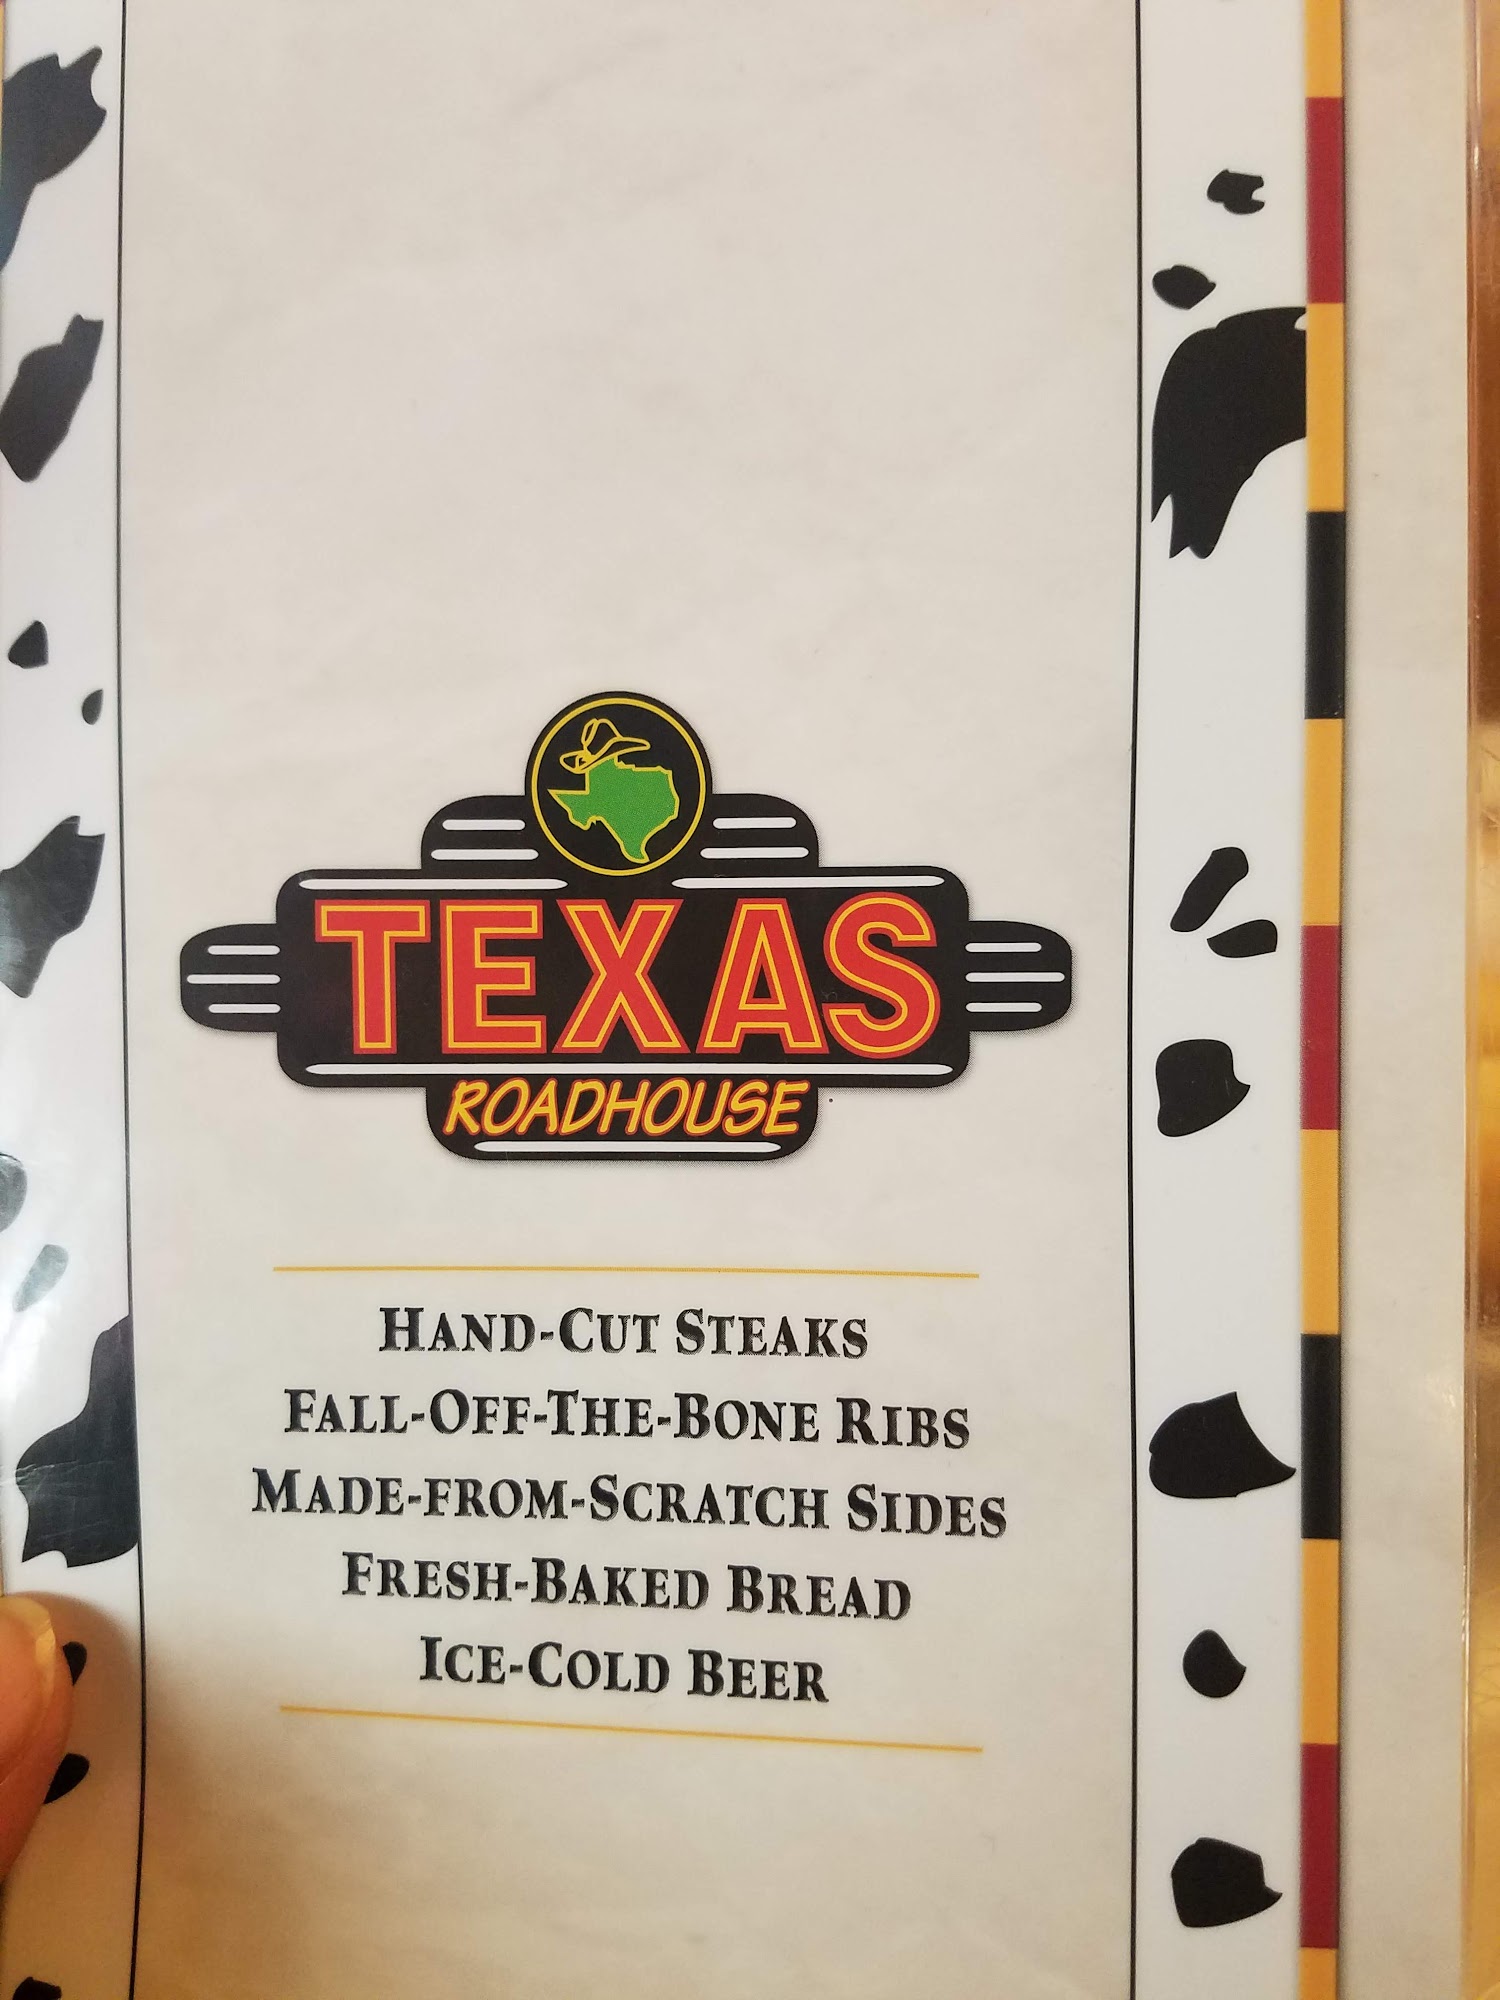 TEXAS
ROADHOUSE
HAND-CUT STEAKS
FALL-OFF-THE-BONE RIBS
MADE-FROM-SCRATCH SIDES
FRESH-BAKED BREAD
ICE-COLD BEER